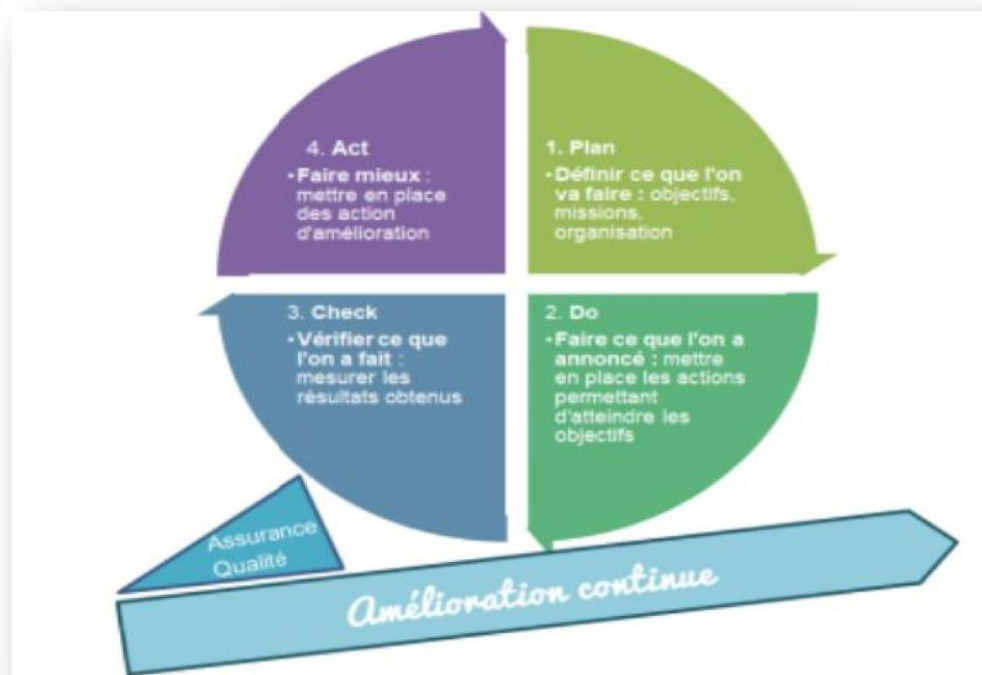 4. Act
•Faire mieux :
mettre en place
des action
d'amélioration
1. Plan
•Définir ce que l'on
va faire : objectifs,
missions,
organisation
3. Check
•Vérifier ce que
l'on a fait :
mesurer les
résultats obtenus
2. Do
•Faire ce que l'on a
annoncé : mettre
en place les actions
permettant
d'atteindre les
objectifs
Assurance
Qualité
Amélioration continue